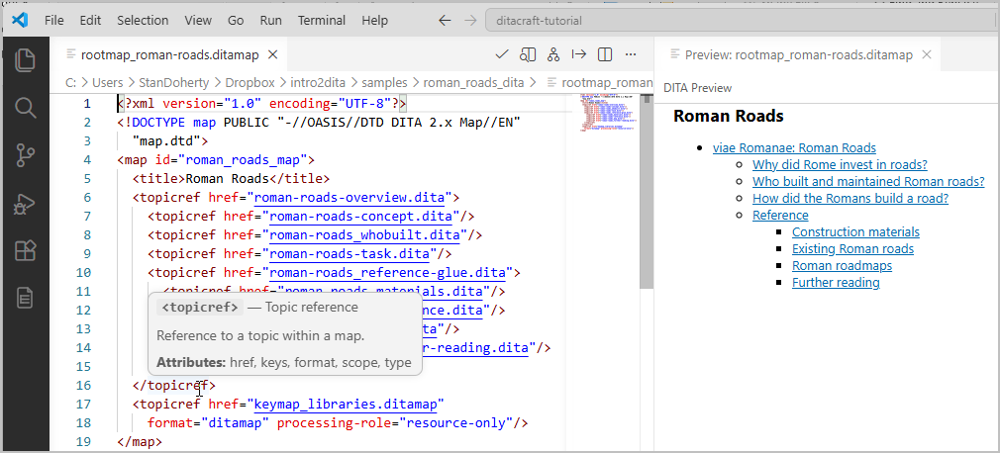 File Edit Selection View Go Run Terminal Help
ditacraft-tutorial
rootmap_roman-roads.ditamap
Preview: rootmap_roman-roads.ditamap
C: > Users > StanDoherty > Dropbox > intro2dita > samples > roman_roads_dita > rootmap_roman
DITA Preview
1 <?xml version="1.0" encoding="UTF-8"?>
2 <!DOCTYPE map PUBLIC "-//OASIS//DTD DITA 2.x Map//EN"
3 "map.dtd">
4 <map id="roman_roads_map">
5 <title>Roman Roads</title>
6 <topicref href="roman-roads-overview.dita">
7 <topicref href="roman-roads-concept.dita"/>
8 <topicref href="roman-roads_whobuilt.dita"/>
9 <topicref href="roman-roads-task.dita"/>
10 <topicref href="roman-roads_reference-glue.dita">
11 <topicref href="roman-roads_materials.dita"/>
12 nce.dita"/>
13 ta"/>
14 r-reading.dita"/>
15
16 </topicref>
17 <topicref href="keymap_libraries.ditamap"
18 format="ditamap" processing-role="resource-only"/>
19 </map>
<topicref> — Topic reference
Reference to a topic within a map.
Attributes: href, keys, format, scope, type
Roman Roads
viae Romanae: Roman Roads
Why did Rome invest in roads?
Who built and maintained Roman roads?
How did the Romans build a road?
Reference
Construction materials
Existing Roman roads
Roman roadmaps
Further reading